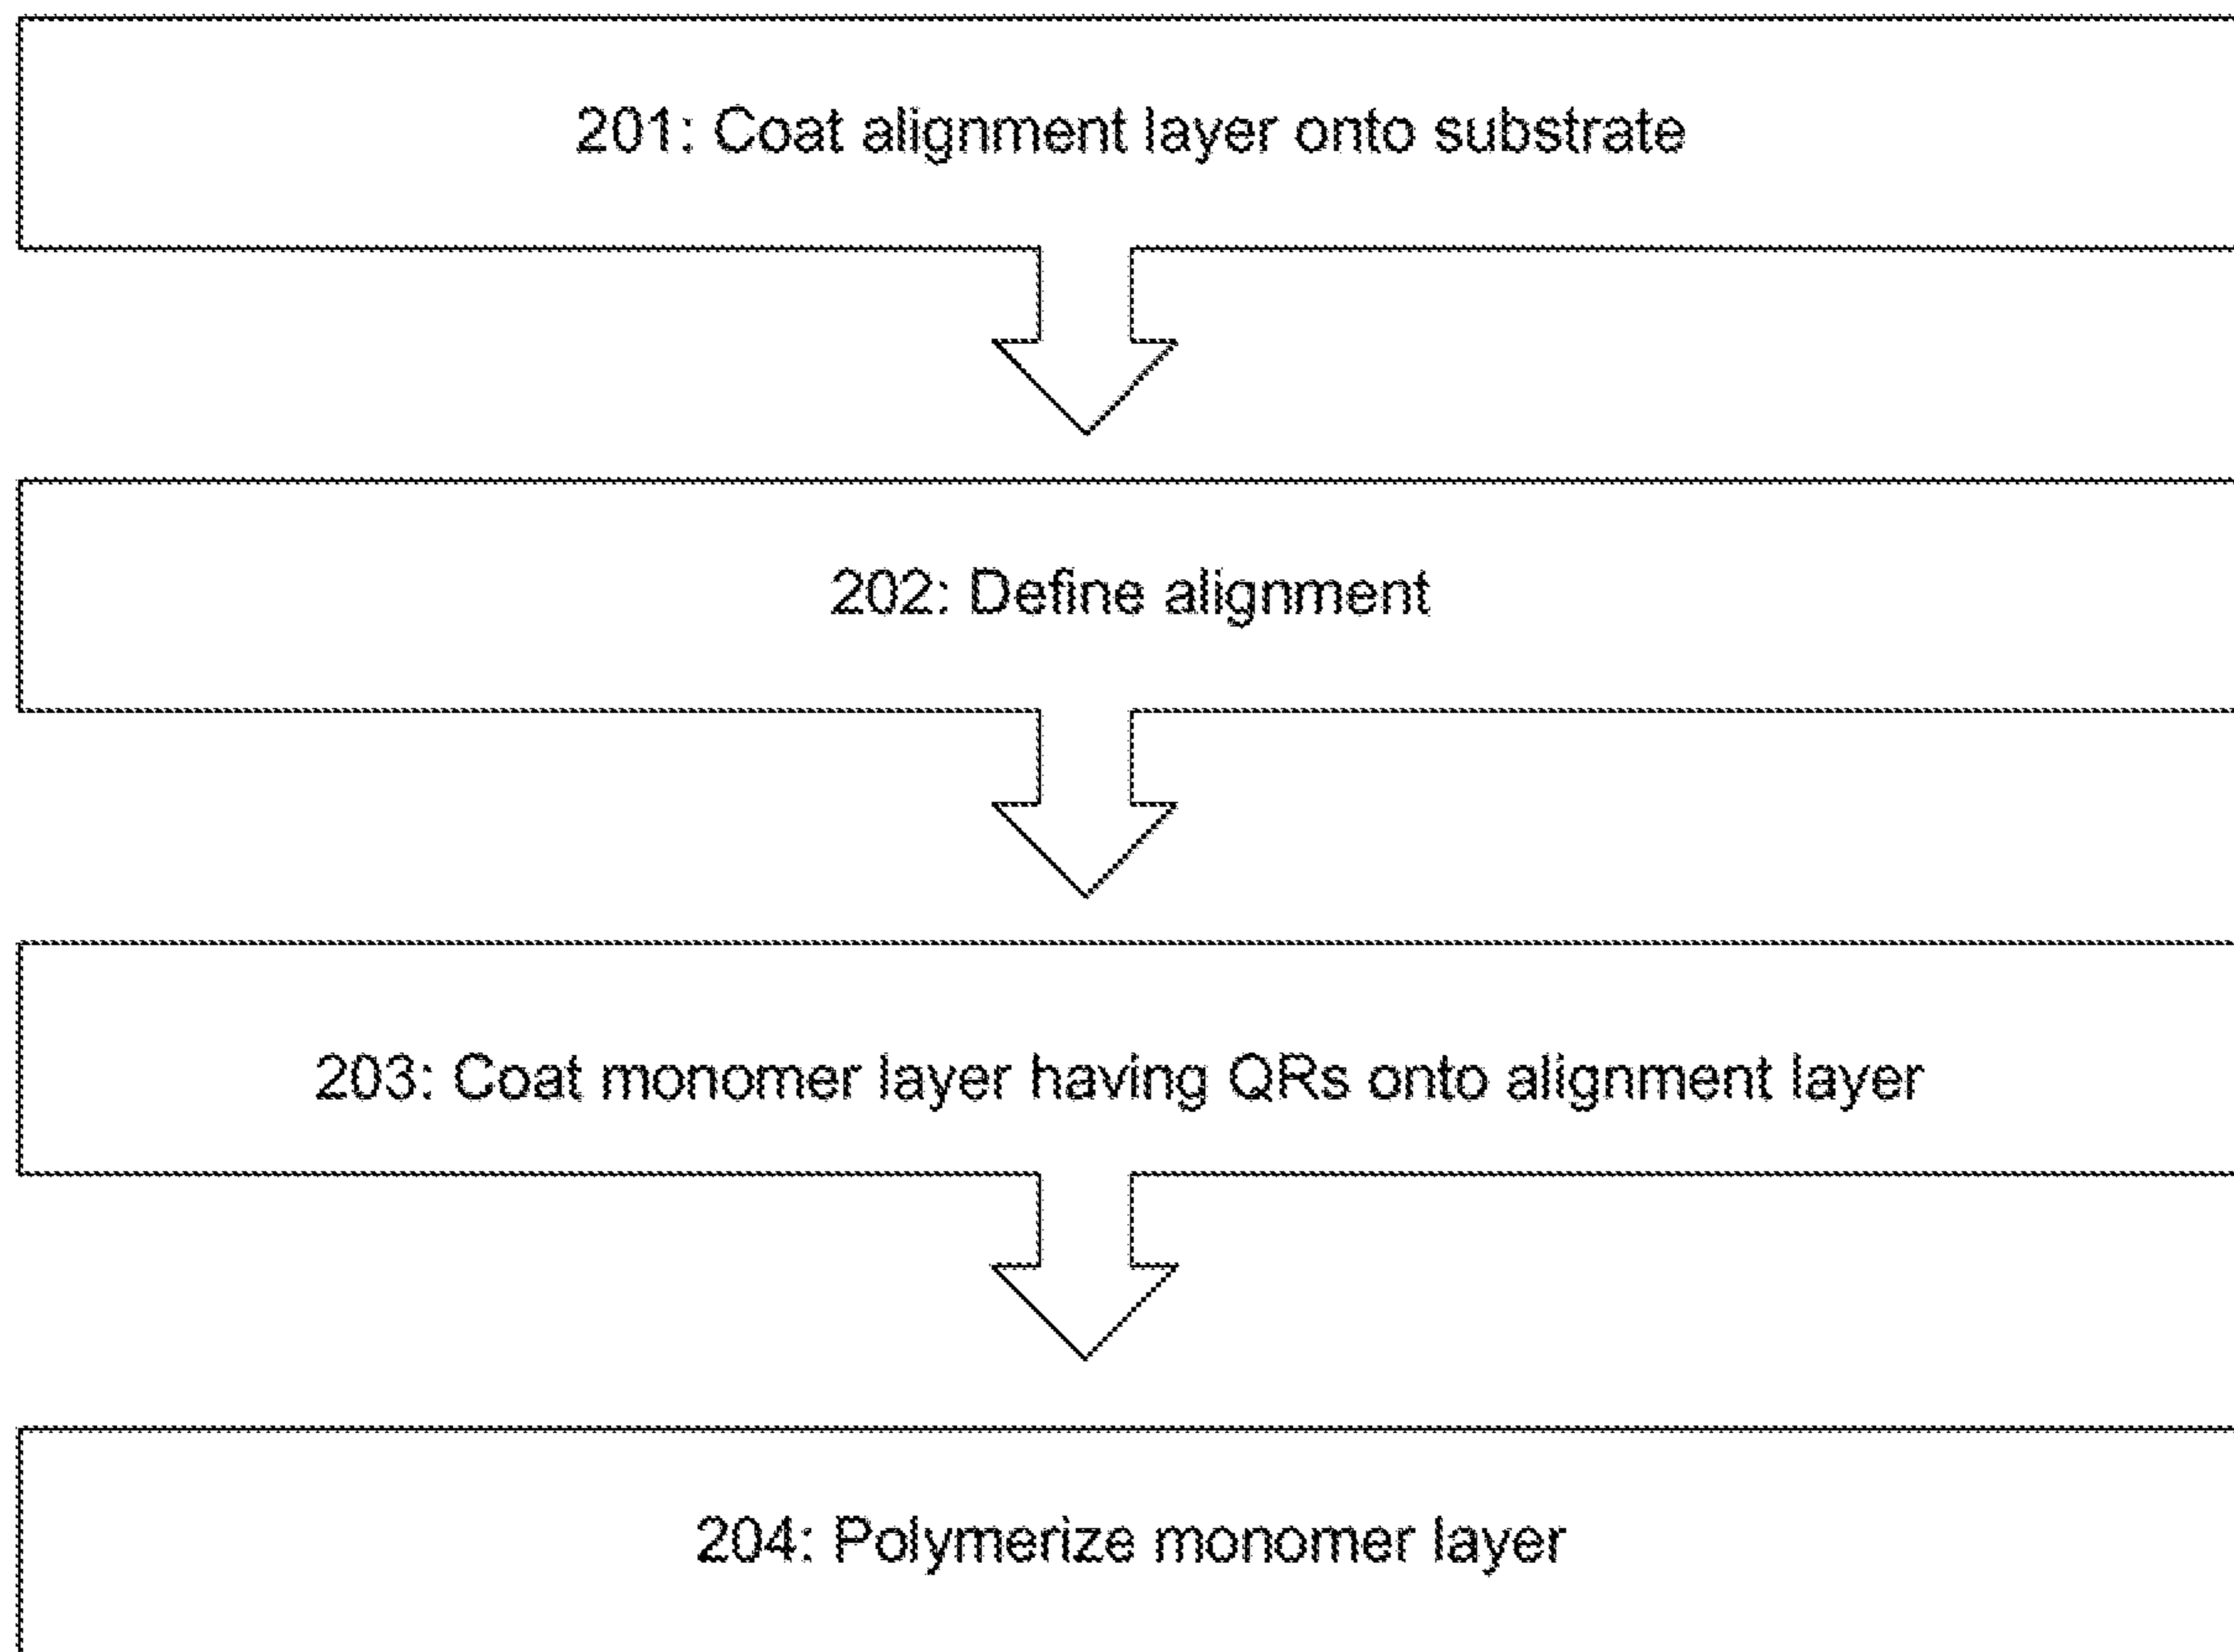 201: Coat alignment layer onto substrate
202: Define alignment
203: Coat monomer layer having QRs onto alignment layer
204: Polymerize monomer layer